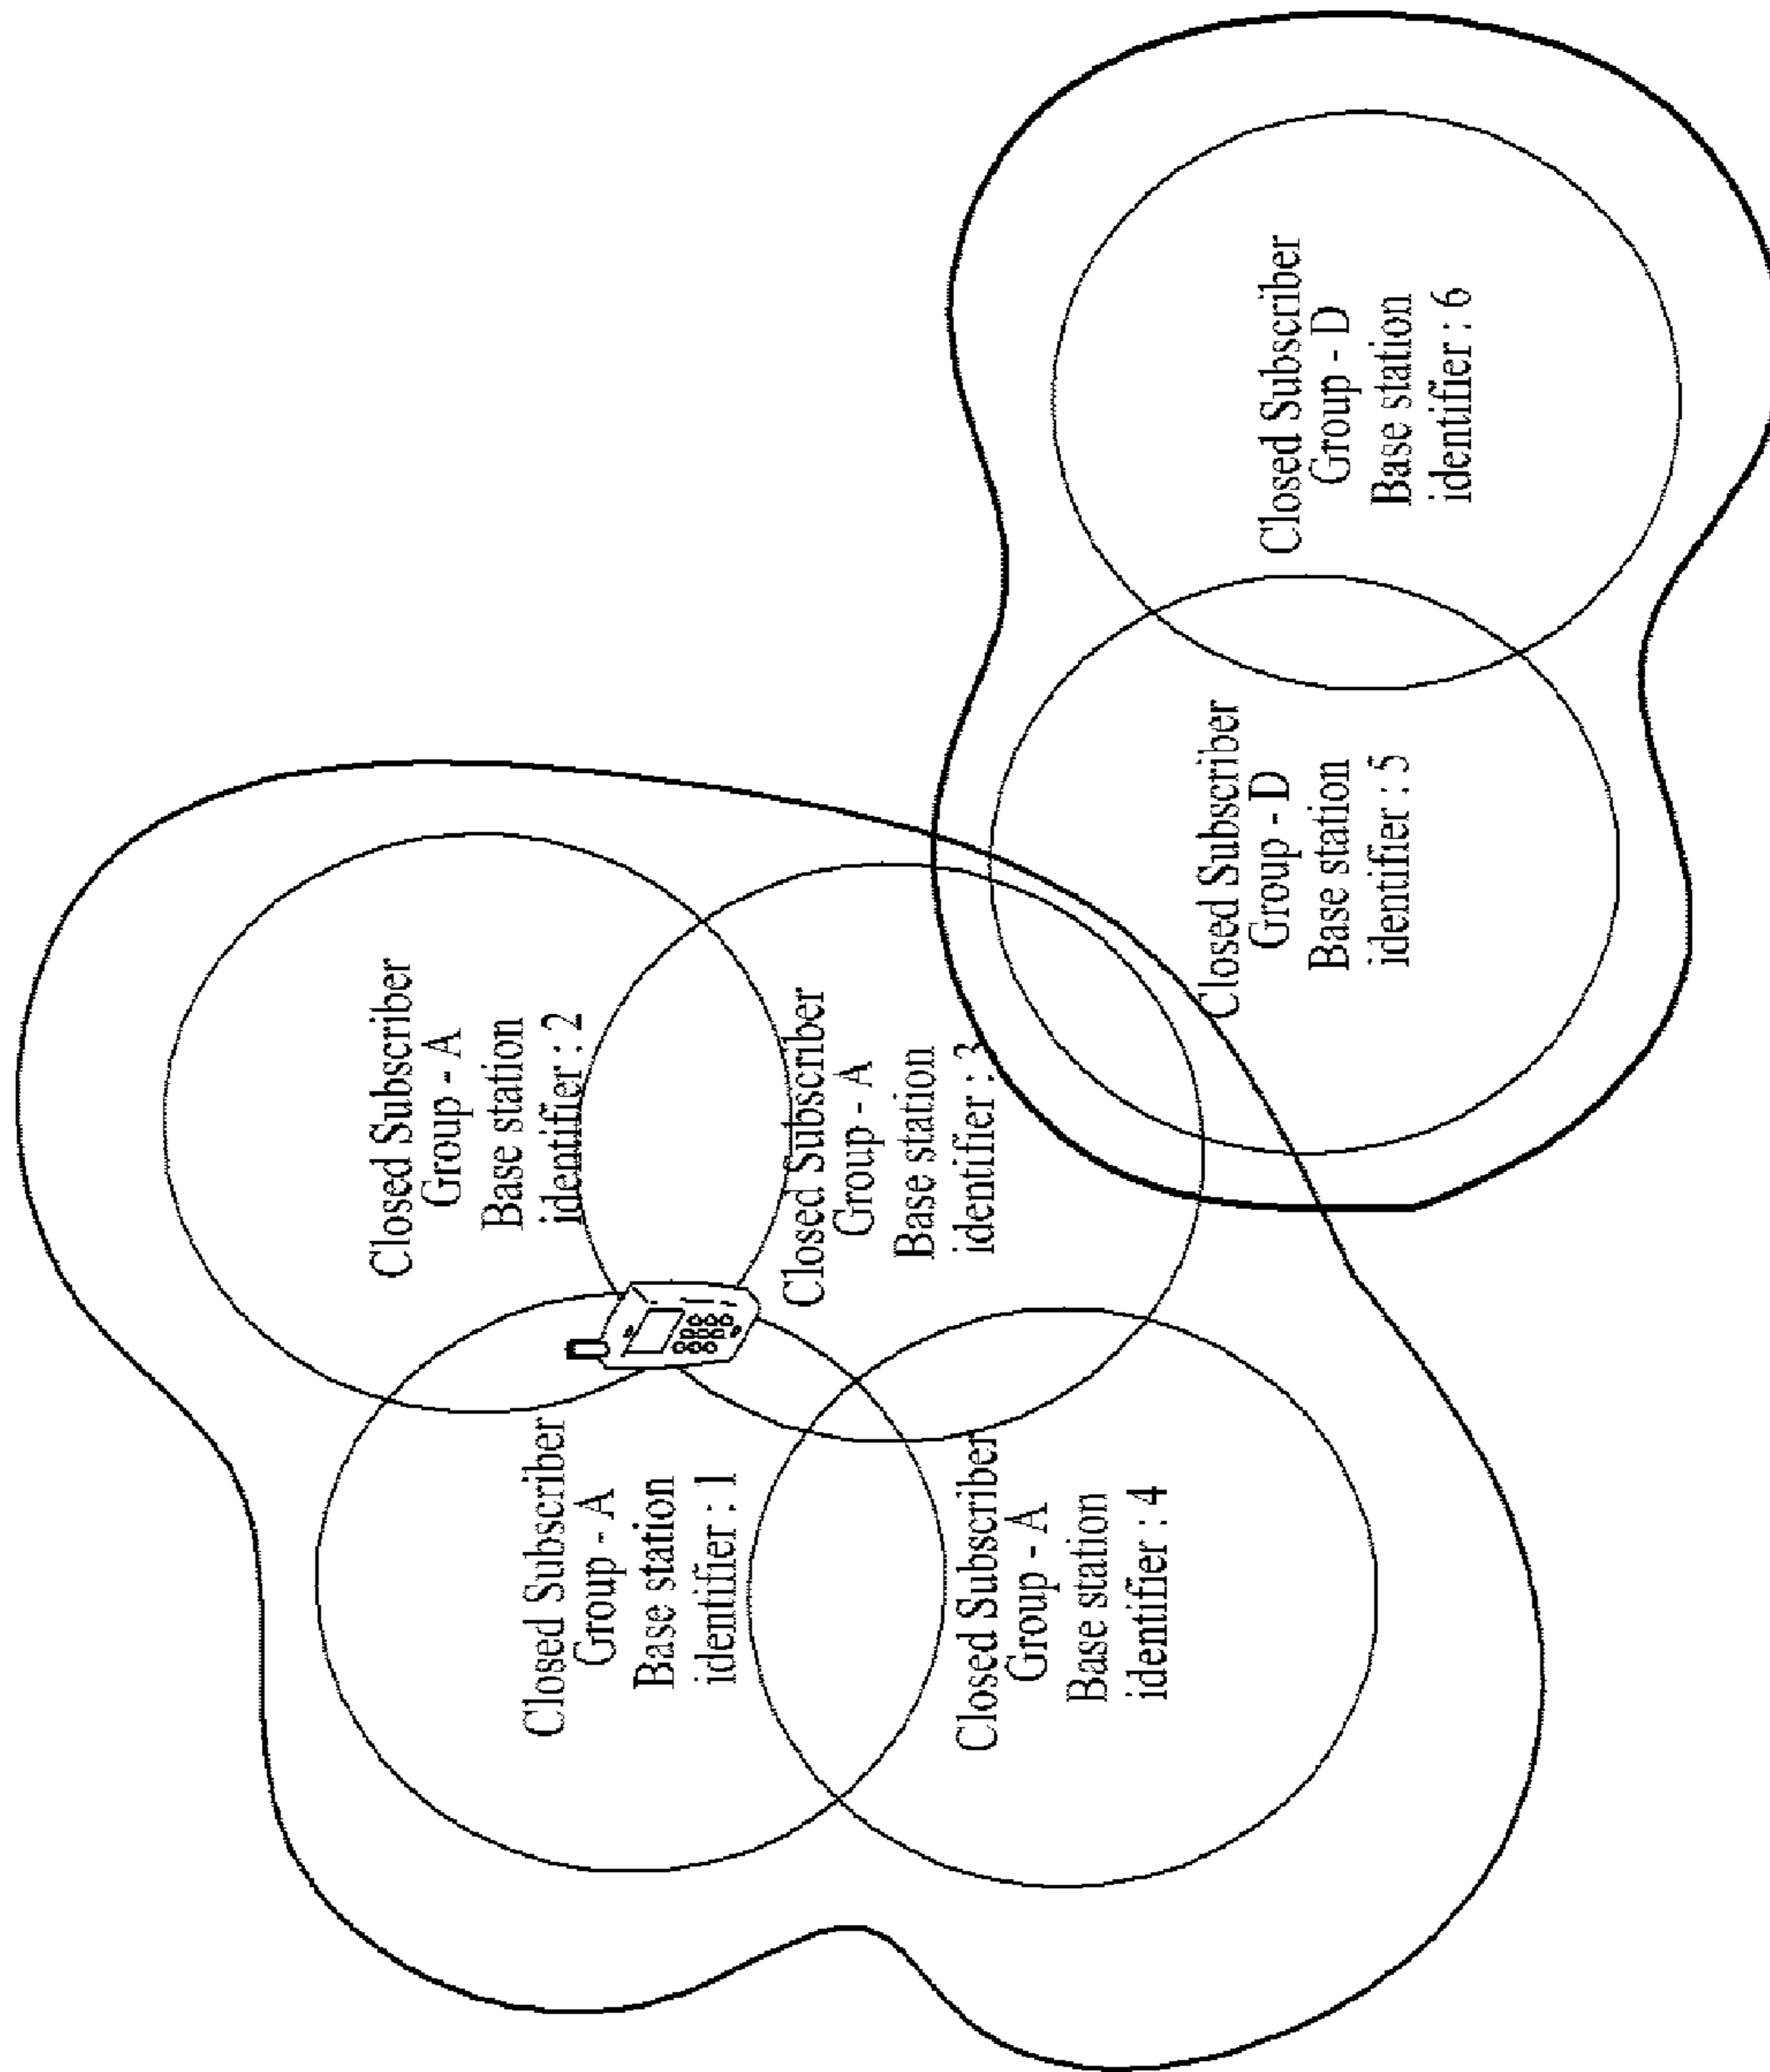 Closed Subscriber
Group - A
Base station
identifier : 1
Closed Subscriber
Group - A
Base station
identifier : 2
Closed Subscriber
Group - A
Base station
identifier : 3
Closed Subscriber
Group - A
Base station
identifier : 4
Closed Subscriber
Group - D
Base station
identifier : 5
Closed Subscriber
Group - D
Base station
identifier : 6